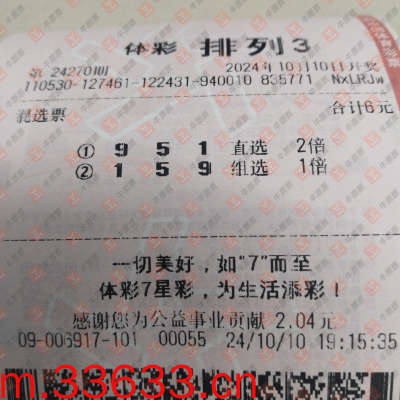 体彩 排列3
第 24270期 2024年10月10日开奖
110530-127461-122431-940010 835771 NxLRJw
混选票 合计6元
① 9 5 1 直选 2倍
② 1 5 9 组选 1倍
一切美好，如"7"而至
体彩7星彩，为生活添彩！
感谢您为公益事业贡献 2.04元
09-006917-101 00055 24/10/10 19:15:35
m.33633.cn